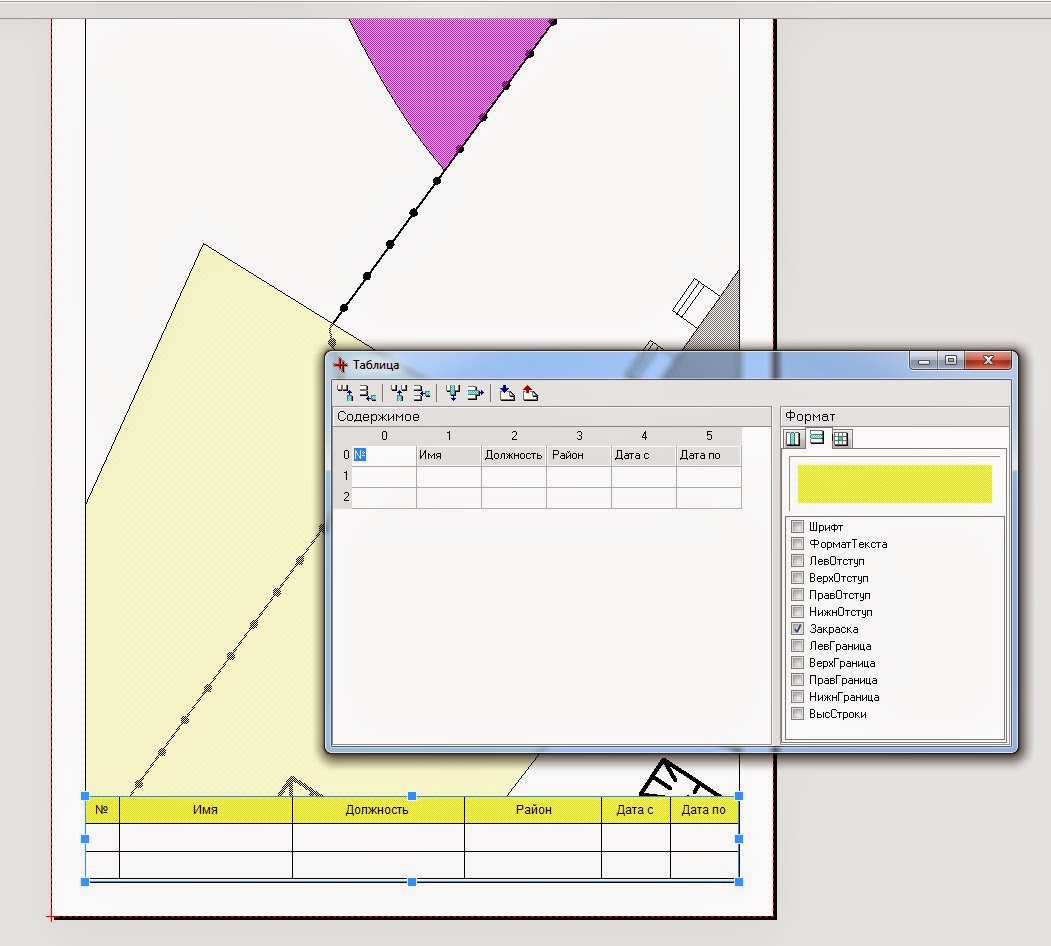 Таблица
Содержимое
Формат
0 1 2 3 4 5
0 № Имя Должность Район Дата с Дата по
1
2
Шрифт
ФорматТекста
ЛевОтступ
ВерхОтступ
ПравОтступ
НижнОтступ
Закраска
ЛевГраница
ВерхГраница
ПравГраница
НижнГраница
ВысСтроки
№ Имя Должность Район Дата с Дата по